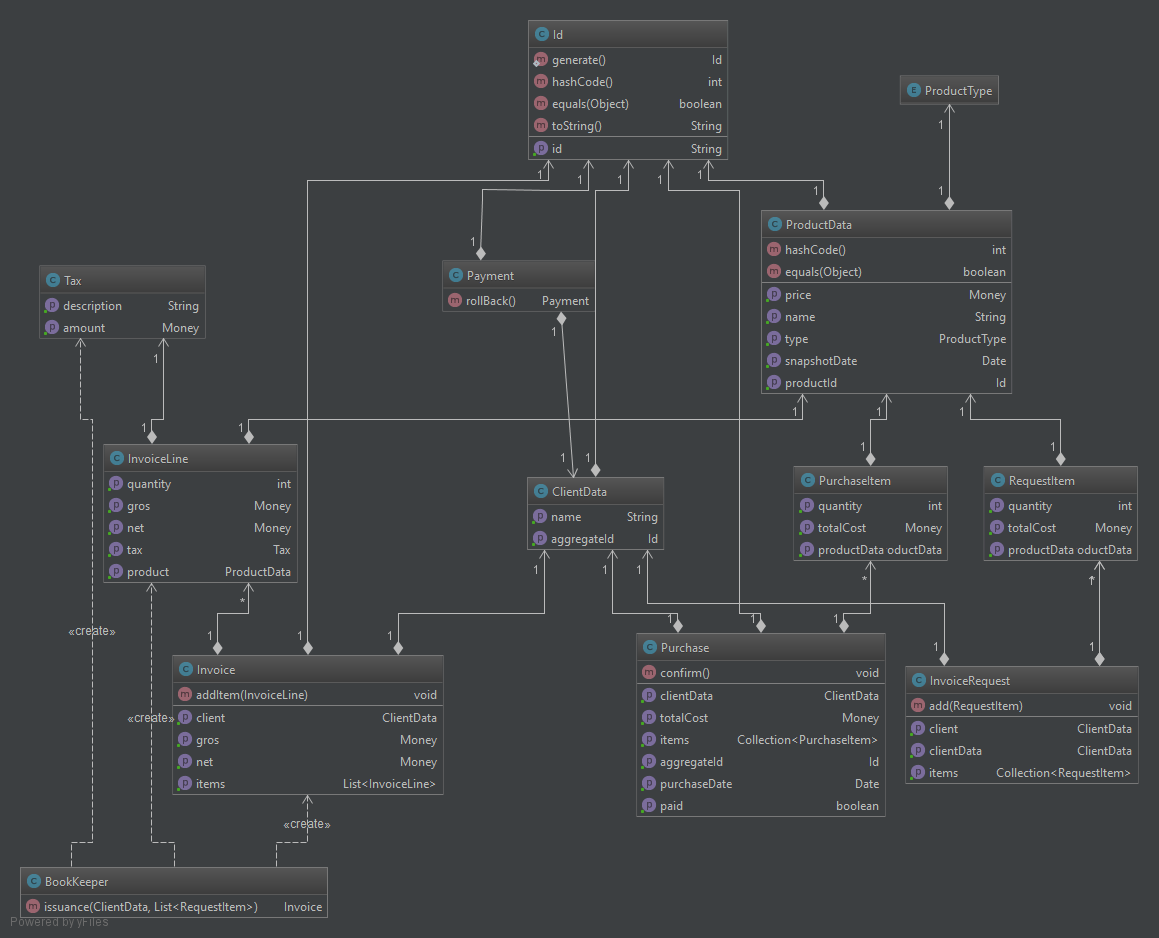 Id
generate() Id
hashCode() int
equals(Object) boolean
toString() String
id String
1 1 1 1 1
ProductType
1
1
1
ProductData
hashCode() int
equals(Object) boolean
price Money
name String
type ProductType
snapshotDate Date
productId Id
1
Payment
rollBack() Payment
1
Tax
description String
amount Money
1
1 1 1
1 1
InvoiceLine
quantity int
gros Money
net Money
tax Tax
product ProductData
1 1
ClientData
name String
aggregateId Id
1
PurchaseItem
quantity int
totalCost Money
productData oductData
1
RequestItem
quantity int
totalCost Money
productData oductData
1 1 1
* * *
«create»
1 1 1
Invoice
addItem(InvoiceLine) void
client ClientData
gros Money
net Money
items List<InvoiceLine>
«create»
1 1 1
Purchase
confirm() void
clientData ClientData
totalCost Money
items Collection<PurchaseItem>
aggregateId Id
purchaseDate Date
paid boolean
1 1
InvoiceRequest
add(RequestItem) void
client ClientData
clientData ClientData
items Collection<RequestItem>
«create»
BookKeeper
issuance(ClientData, List<RequestItem>) Invoice
Powered by yFiles